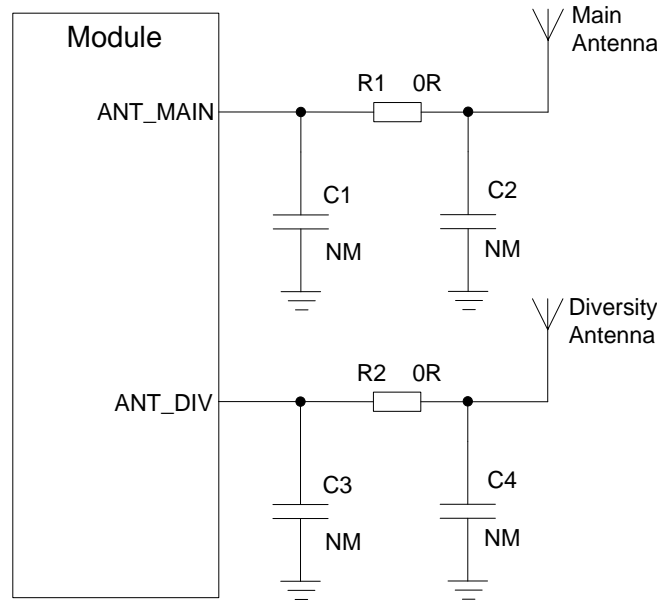 Module
Main
Antenna
R1 0R
ANT_MAIN
C1
C2
NM
NM
Diversity
Antenna
R2 0R
ANT_DIV
C3
C4
NM
NM